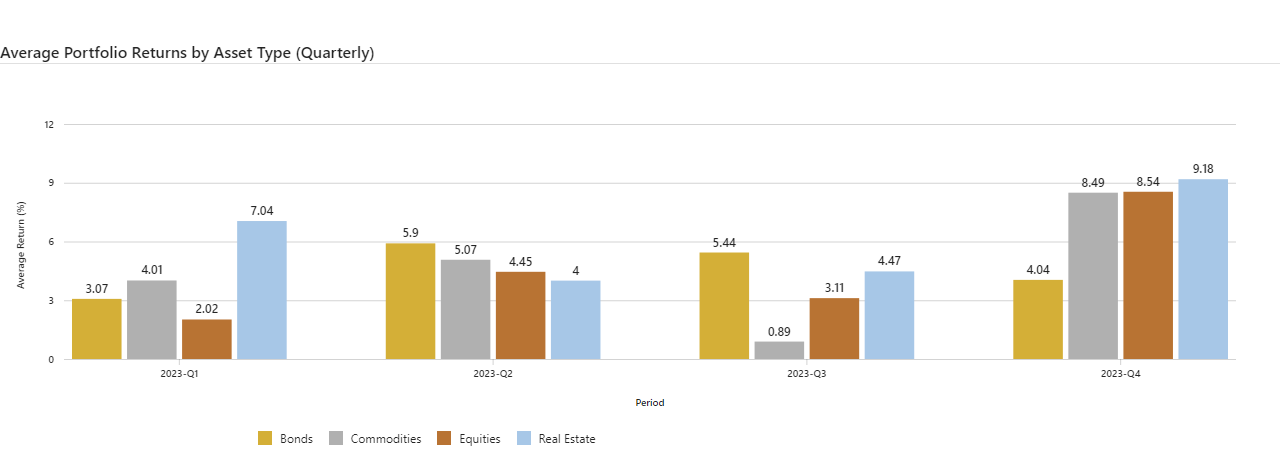 Average Portfolio Returns by Asset Type (Quarterly)
Average Return (%)
12
9
6
3
0
3.07
4.01
2.02
7.04
5.9
5.07
4.45
4
5.44
0.89
3.11
4.47
4.04
8.49
8.54
9.18
2023-Q1
2023-Q2
2023-Q3
2023-Q4
Period
Bonds
Commodities
Equities
Real Estate